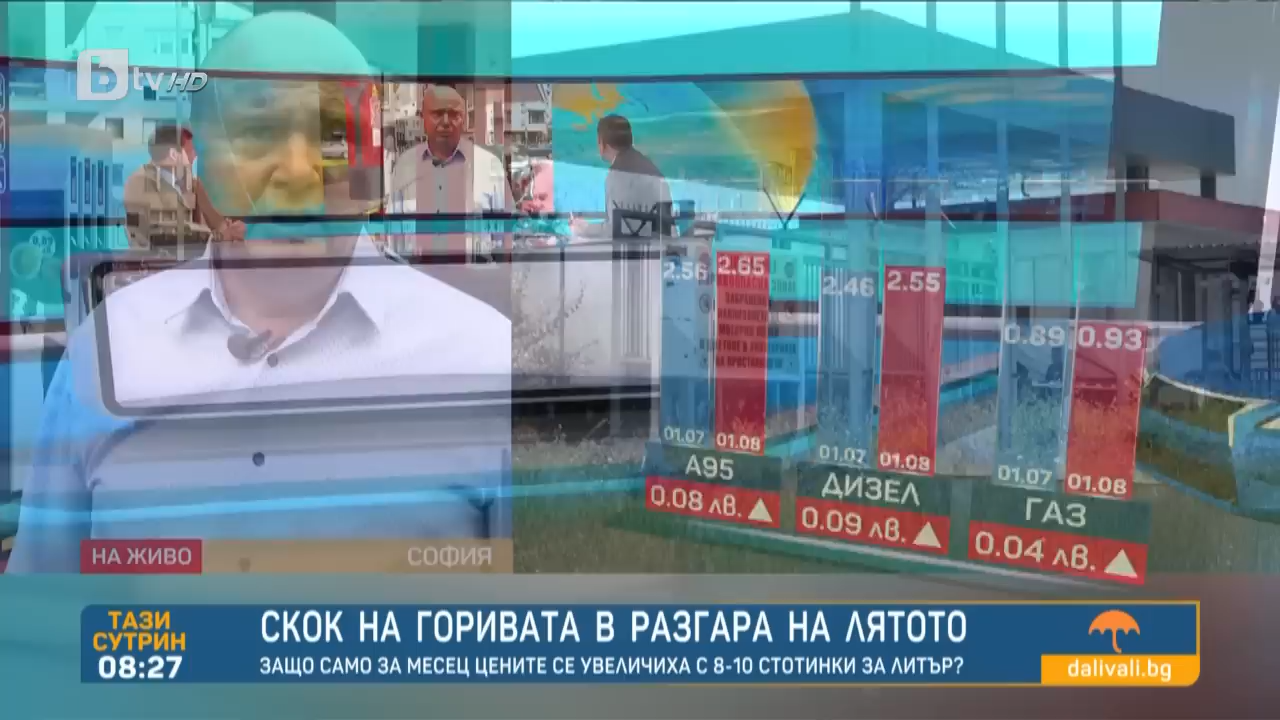 btv HD
2.56
2.65
2.46
2.55
0.89
0.93
ЗАБРАНЕНО
01.07
01.08
01.07
01.08
01.07
01.08
А95
ДИЗЕЛ
ГАЗ
0.08 лв.
0.09 лв.
0.04 лв.
НА ЖИВО
СОФИЯ
ТАЗИ
СУТРИН
08:27
СКОК НА ГОРИВАТА В РАЗГАРА НА ЛЯТОТО
ЗАЩО САМО ЗА МЕСЕЦ ЦЕНИТЕ СЕ УВЕЛИЧИХА С 8-10 СТОТИНКИ ЗА ЛИТЪР?
dalivali.bg